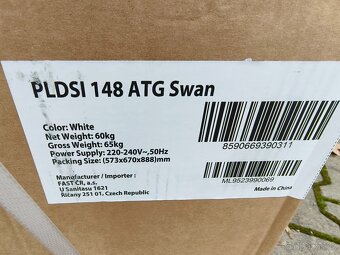 PLDSI 148 ATG Swan
Color: White
Net Weight: 60kg
Gross Weight: 65kg
Power Supply: 220-240V~,50Hz
Packing Size: (573x670x888)mm
Manufacturer / Importer :
FAST ČR, a.s.
U Sanitasu 1621
Říčany 251 01, Czech Republic
8590669390311
ML9523990069
Made in China